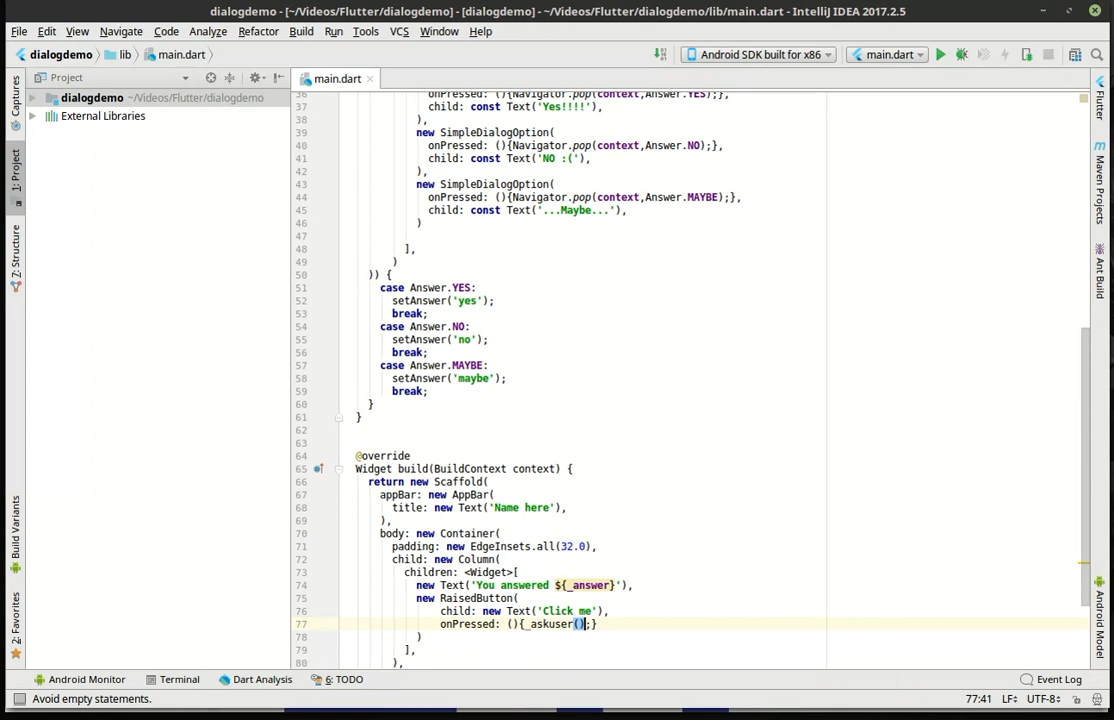 dialogdemo - [~/Videos/Flutter/dialogdemo] - [dialogdemo] - ~/Videos/Flutter/dialogdemo/lib/main.dart - IntelliJ IDEA 2017.2.5
File Edit View Navigate Code Analyze Refactor Build Run Tools VCS Window Help
dialogdemo lib main.dart Android SDK built for x86 main.dart
Project main.dart
dialogdemo ~/Videos/Flutter/dialogdemo
External Libraries
Captures
1: Project
7: Structure
Build Variants
2: Favorites
36 onPressed: (){Navigator.pop(context,Answer.YES);},
37 child: const Text('Yes!!!!'),
38 ),
39 new SimpleDialogOption(
40 onPressed: (){Navigator.pop(context,Answer.NO);},
41 child: const Text('NO :('),
42 ),
43 new SimpleDialogOption(
44 onPressed: (){Navigator.pop(context,Answer.MAYBE);},
45 child: const Text('...Maybe...'),
46 )
47
48 ],
49 )
50 )) {
51 case Answer.YES:
52 setAnswer('yes');
53 break;
54 case Answer.NO:
55 setAnswer('no');
56 break;
57 case Answer.MAYBE:
58 setAnswer('maybe');
59 break;
60 }
61 }
62
63
64 @override
65 Widget build(BuildContext context) {
66 return new Scaffold(
67 appBar: new AppBar(
68 title: new Text('Name here'),
69 ),
70 body: new Container(
71 padding: new EdgeInsets.all(32.0),
72 child: new Column(
73 children: <Widget>[
74 new Text('You answered ${_answer}'),
75 new RaisedButton(
76 child: new Text('Click me'),
77 onPressed: (){_askuser();}
78 )
79 ],
80 ),
Flutter
Maven Projects
Ant Build
Android Model
Android Monitor Terminal Dart Analysis 6: TODO Event Log
Avoid empty statements. 77:41 LF÷ UTF-8÷